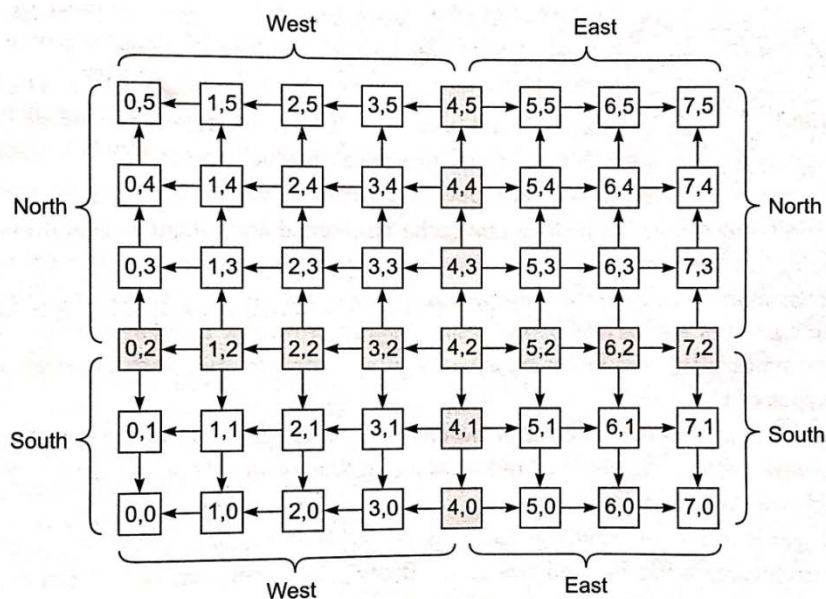 West East
0,5 1,5 2,5 3,5 4,5 5,5 6,5 7,5
0,4 1,4 2,4 3,4 4,4 5,4 6,4 7,4
North North
0,3 1,3 2,3 3,3 4,3 5,3 6,3 7,3
0,2 1,2 2,2 3,2 4,2 5,2 6,2 7,2
0,1 1,1 2,1 3,1 4,1 5,1 6,1 7,1
South South
0,0 1,0 2,0 3,0 4,0 5,0 6,0 7,0
West East